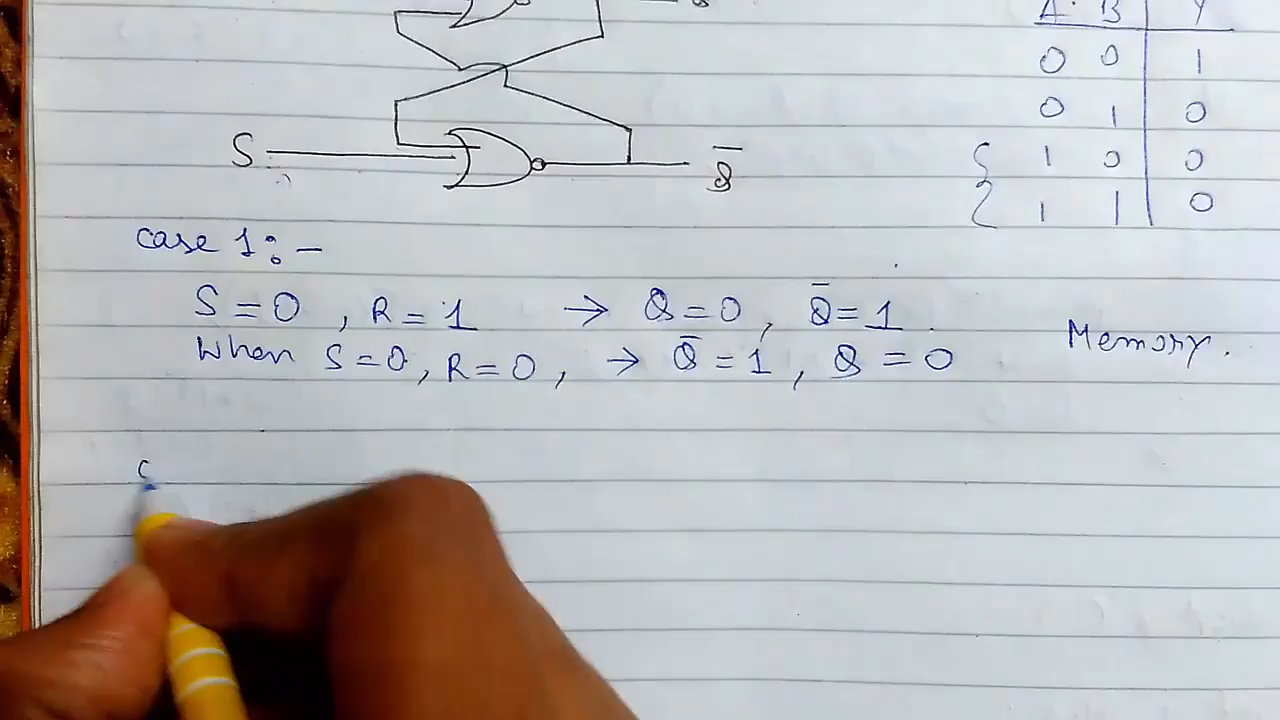 A B Y
0 0 1
0 1 0
1 0 0
1 1 0
S Q̅
case 1:-
S=0, R=1 → Q=0, Q̅=1.
When S=0, R=0, → Q̅=1, Q=0
Memory.